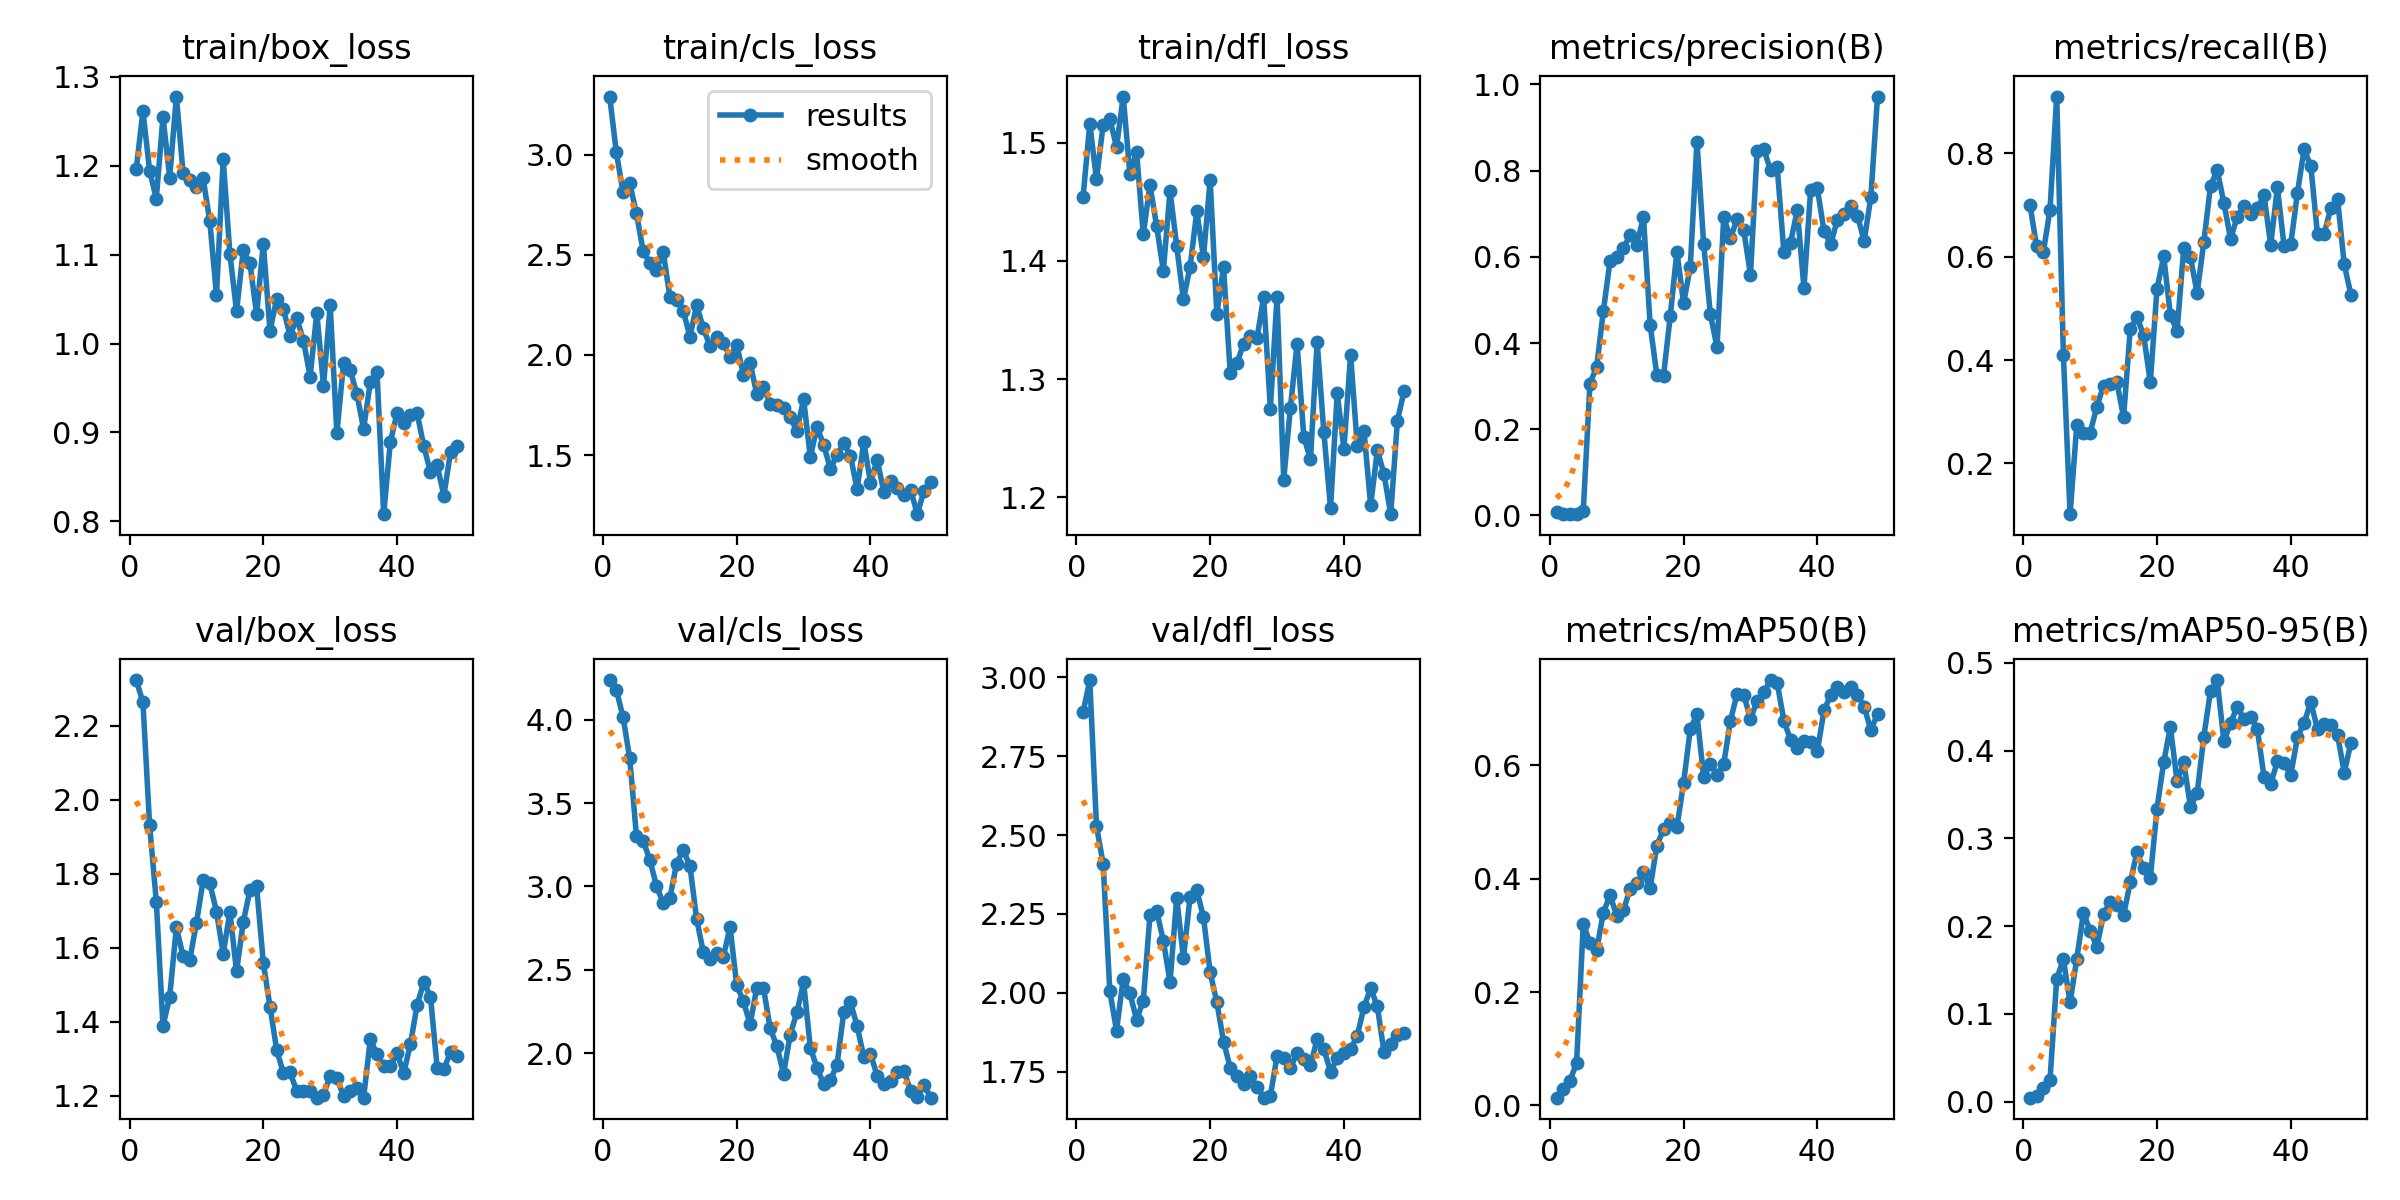 train/box_loss
1.3
1.2
1.1
1.0
0.9
0.8
0 20 40
train/cls_loss
results
smooth
3.0
2.5
2.0
1.5
0 20 40
train/dfl_loss
1.5
1.4
1.3
1.2
0 20 40
metrics/precision(B)
1.0
0.8
0.6
0.4
0.2
0.0
0 20 40
metrics/recall(B)
0.8
0.6
0.4
0.2
0 20 40
val/box_loss
2.2
2.0
1.8
1.6
1.4
1.2
0 20 40
val/cls_loss
4.0
3.5
3.0
2.5
2.0
0 20 40
val/dfl_loss
3.00
2.75
2.50
2.25
2.00
1.75
0 20 40
metrics/mAP50(B)
0.6
0.4
0.2
0.0
0 20 40
metrics/mAP50-95(B)
0.5
0.4
0.3
0.2
0.1
0.0
0 20 40